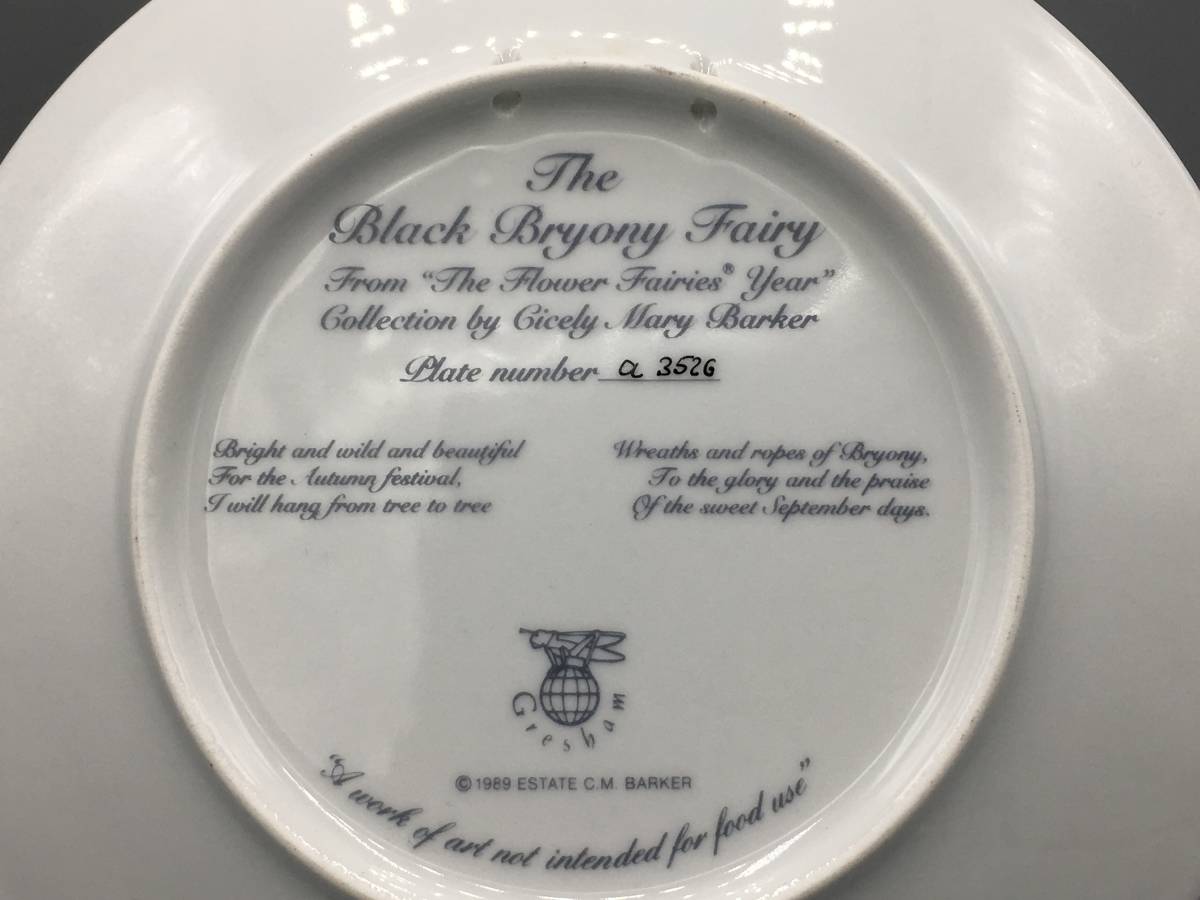 The
Black Bryony Fairy
From “The Flower Fairies® Year”
Collection by Cicely Mary Barker
Plate number a 3526
Bright and wild and beautiful
For the Autumn festival,
I will hang from tree to tree
Wreaths and ropes of Bryony,
To the glory and the praise
Of the sweet September days.
Gresham
© 1989 ESTATE C.M. BARKER
“A work of art not intended for food use”